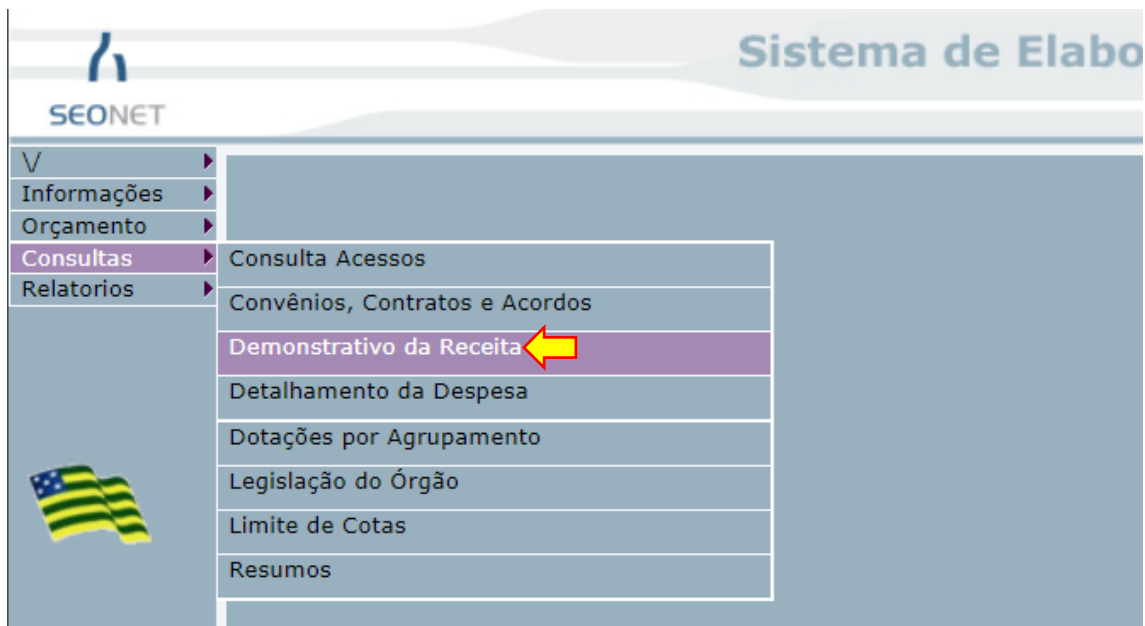 Sistema de Elabo
SEONET
\/
Informações
Orçamento
Consultas
Relatorios
Consulta Acessos
Convênios, Contratos e Acordos
Demonstrativo da Receita
Detalhamento da Despesa
Dotações por Agrupamento
Legislação do Órgão
Limite de Cotas
Resumos